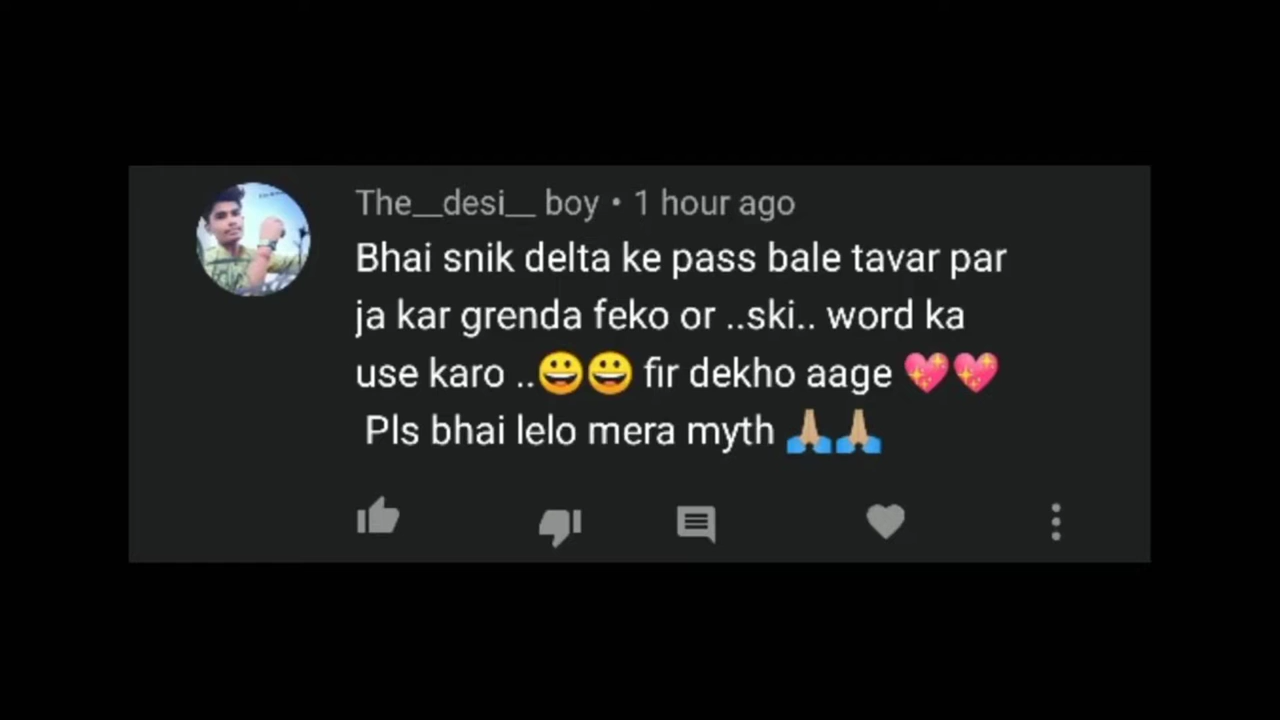 The__desi__ boy • 1 hour ago
Bhai snik delta ke pass bale tavar par
ja kar grenda feko or ..ski.. word ka
use karo ..😀😀 fir dekho aage 💖💖
Pls bhai lelo mera myth 🙏🏼🙏🏼